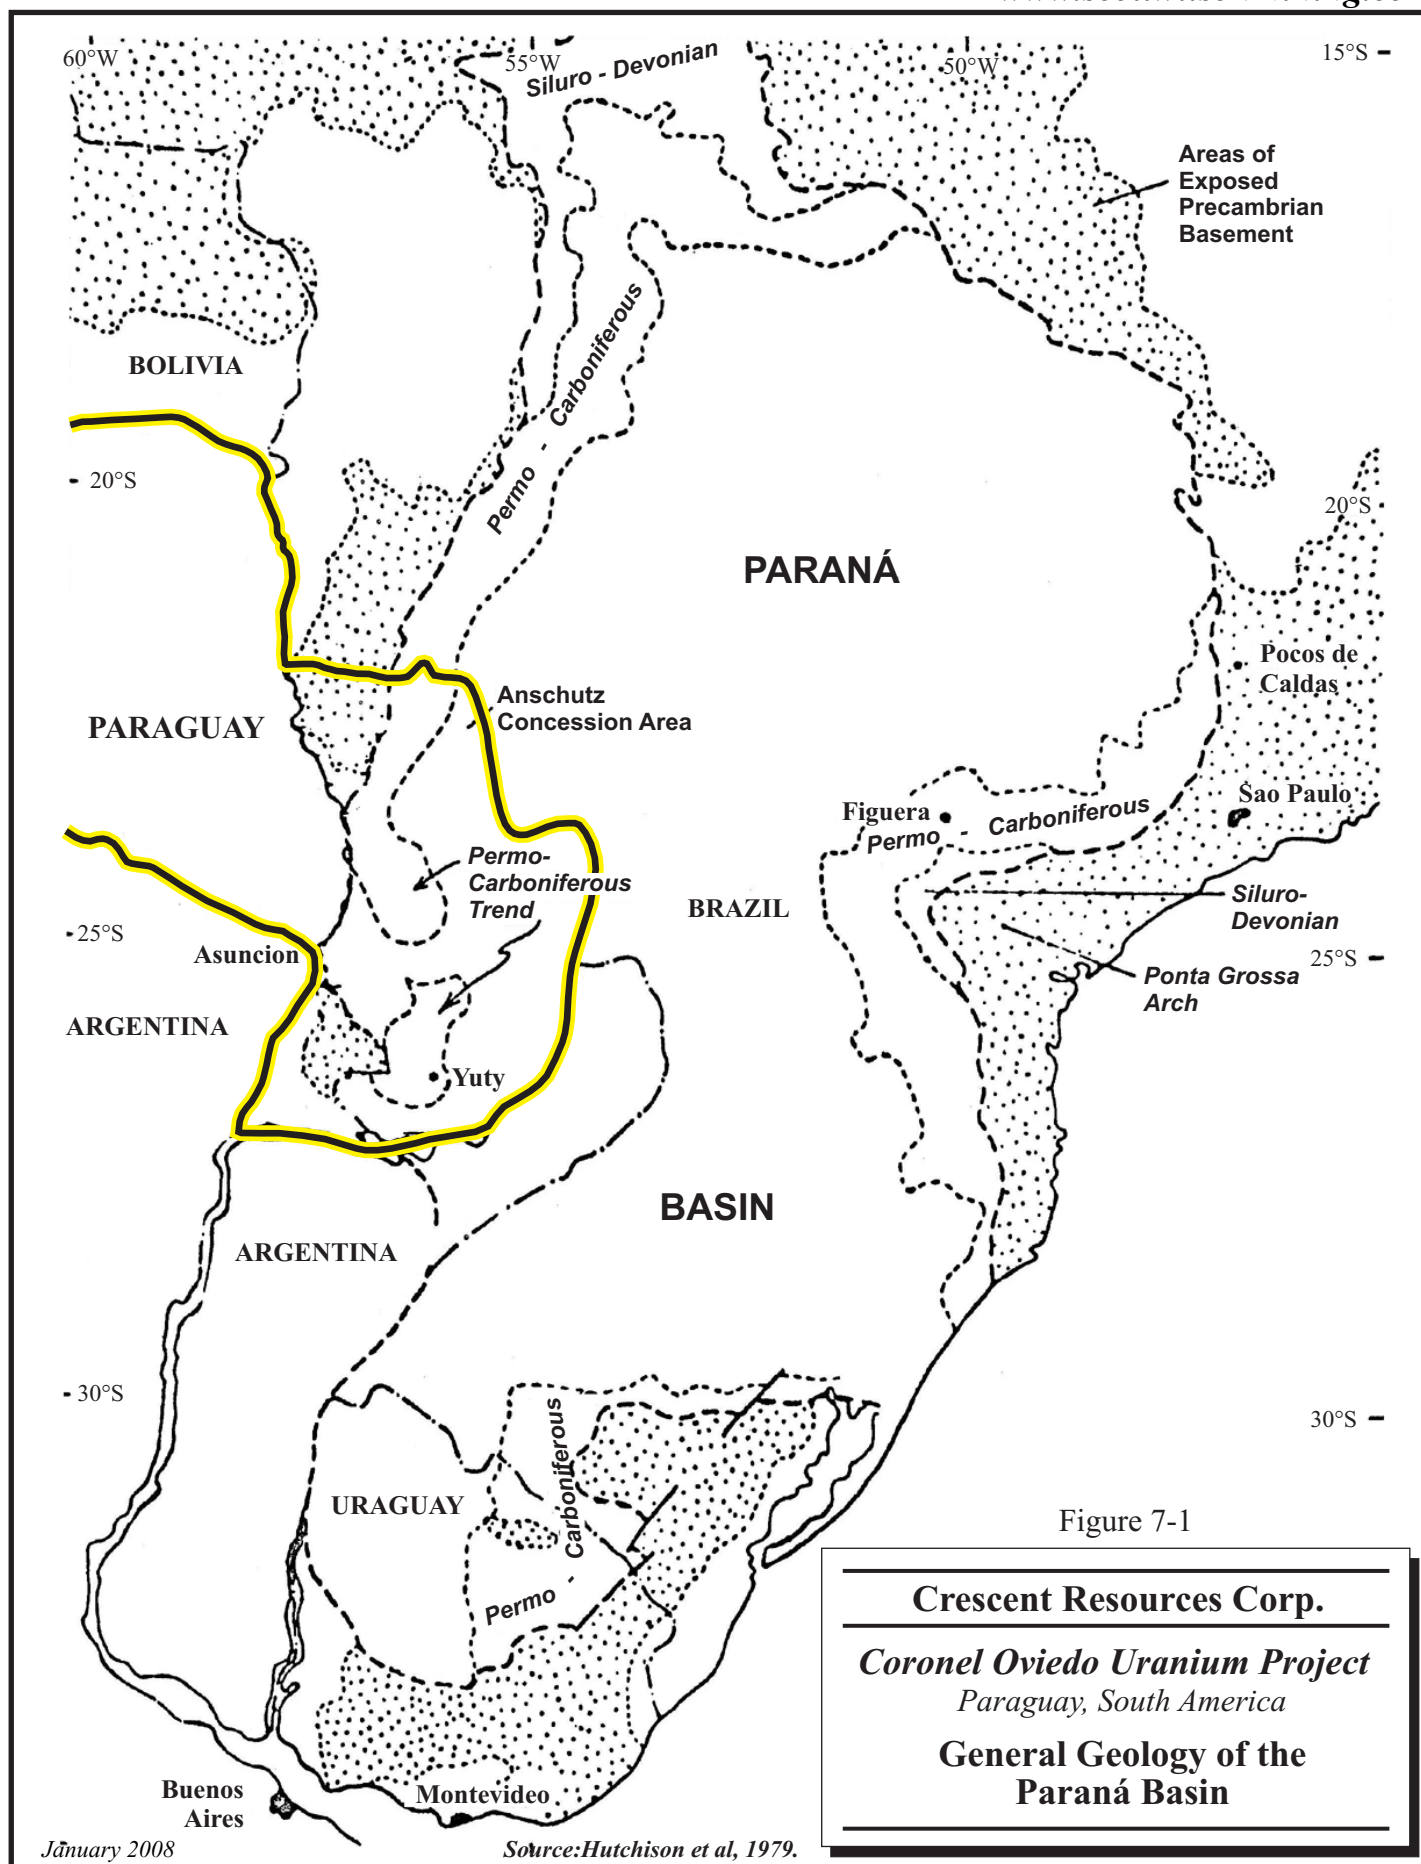 60°W
55°W
50°W
15°S
Siluro - Devonian
Areas of
Exposed
Precambrian
Basement
BOLIVIA
Permo - Carboniferous
20°S
20°S
PARANÁ
Pocos de
Caldas
Anschutz
Concession Area
PARAGUAY
Sao Paulo
Figuera
Permo - Carboniferous
Permo-
Carboniferous
Trend
BRAZIL
Siluro-
Devonian
25°S
Asuncion
25°S
Ponta Grossa
Arch
ARGENTINA
Yuty
BASIN
ARGENTINA
30°S
30°S
Permo - Carboniferous
URAGUAY
Figure 7-1
Crescent Resources Corp.
Coronel Oviedo Uranium Project
Paraguay, South America
General Geology of the
Paraná Basin
Buenos
Aires
Montevideo
January 2008
Source:Hutchison et al, 1979.